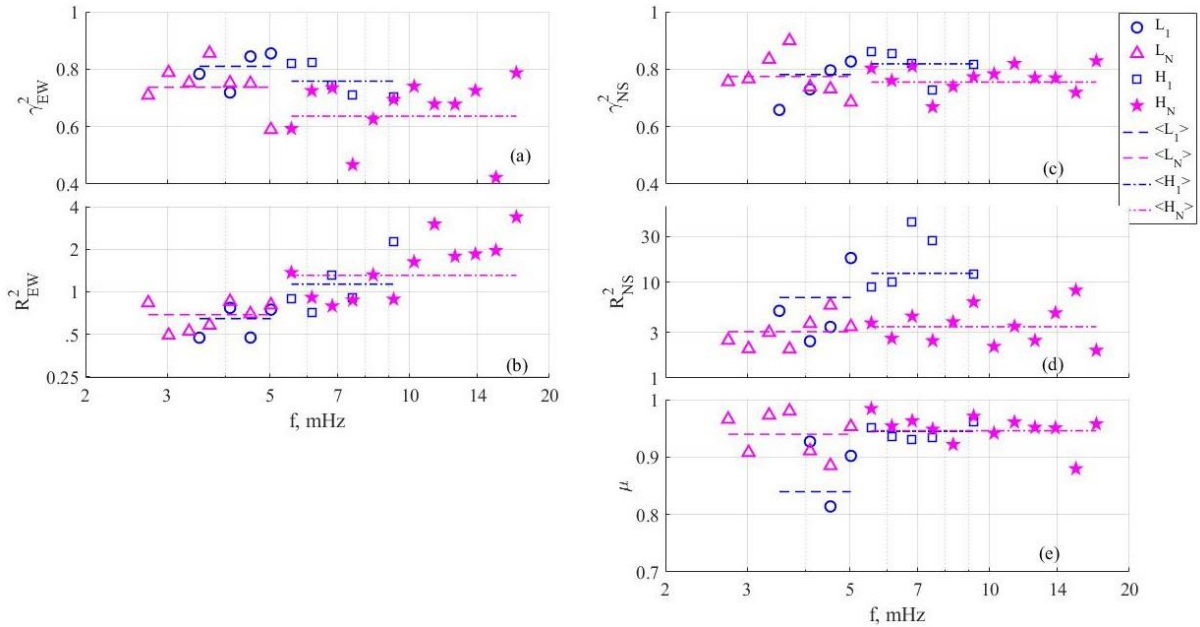 1
0.8
0.6
0.4
γ²EW
(a)
4
2
1
.5
0.25
R²EW
(b)
2 3 5 7 10 14 20
f, mHz
1
0.8
0.6
0.4
γ²NS
(c)
L1
LN
H1
HN
<L1>
<LN>
<H1>
<HN>
30
10
3
1
R²NS
(d)
1
0.9
0.8
0.7
μ
(e)
2 3 5 7 10 14 20
f, mHz